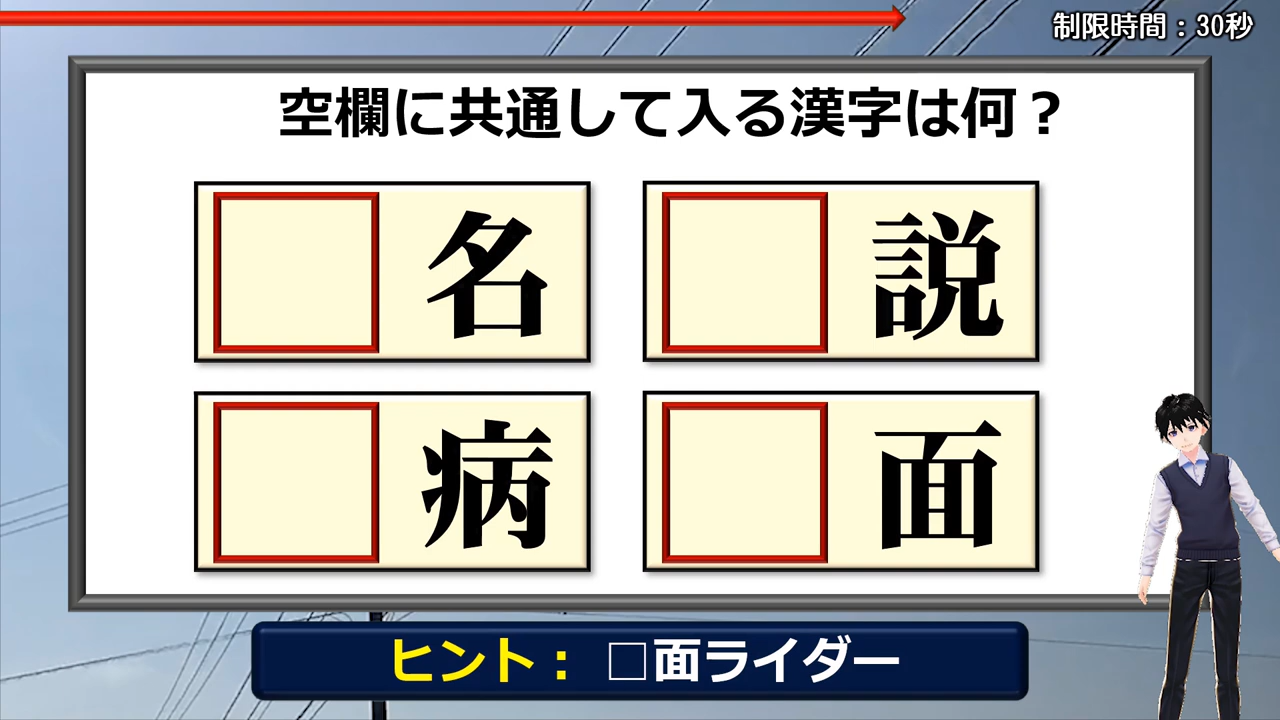 制限時間：30秒
空欄に共通して入る漢字は何？
□名
□説
□病
□面
ヒント：□面ライダー